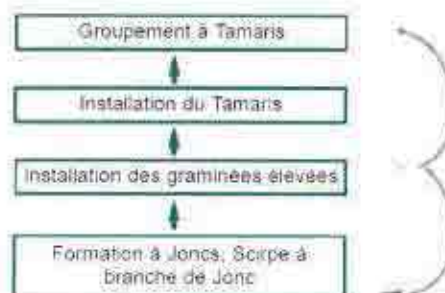 Groupement à Tamaris
Installation du Tamaris
Installation des graminées élevées
Formation à Joncs, Scirpe à
branche de Jonc